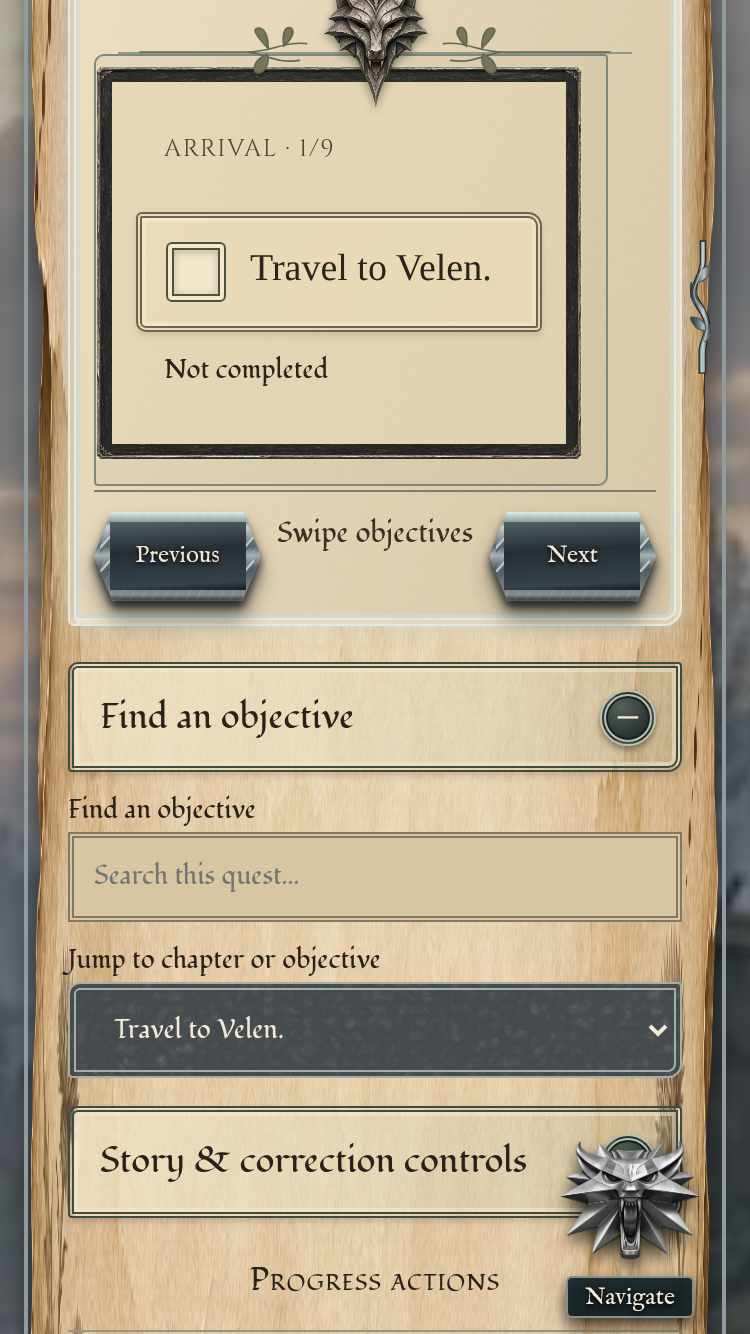 ARRIVAL · 1/9
Travel to Velen.
Not completed
Previous
Swipe objectives
Next
Find an objective
Find an objective
Search this quest...
Jump to chapter or objective
Travel to Velen.
Story & correction controls
Progress actions
Navigate